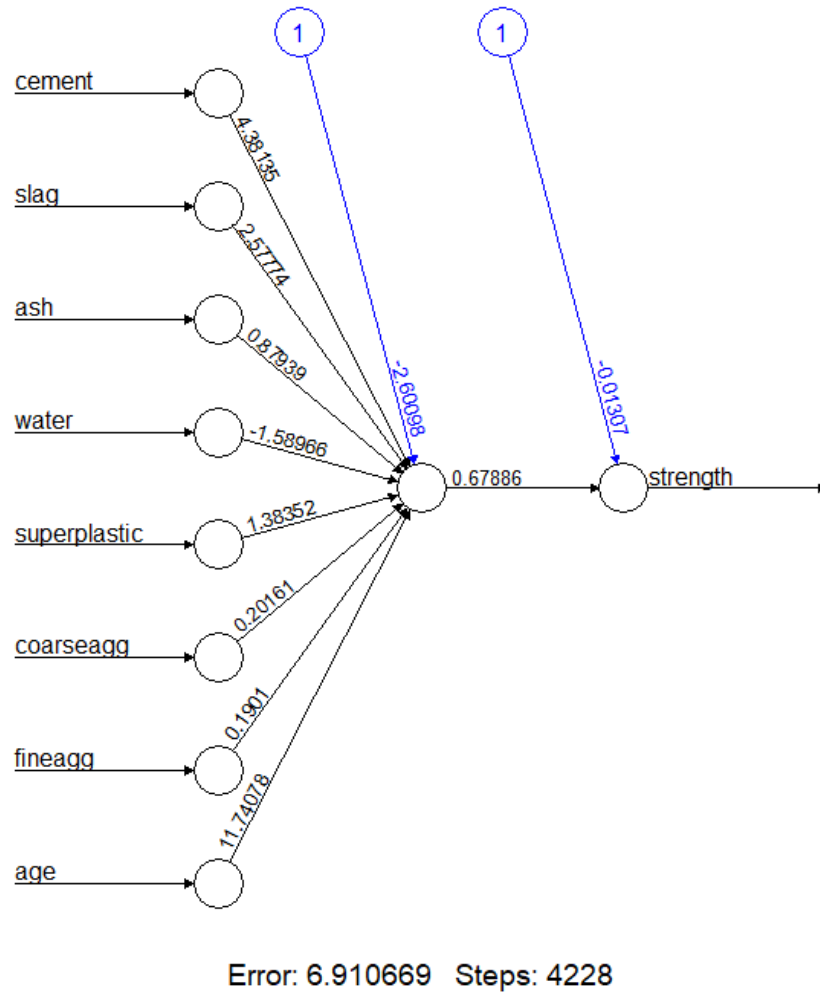 1
1
cement
4.38135
slag
2.57774
ash
0.87939
water
-1.58966
-2.60098
-0.01307
0.67886
strength
superplastic
1.38352
coarseagg
0.20161
fineagg
0.1901
age
11.74078
Error: 6.910669 Steps: 4228